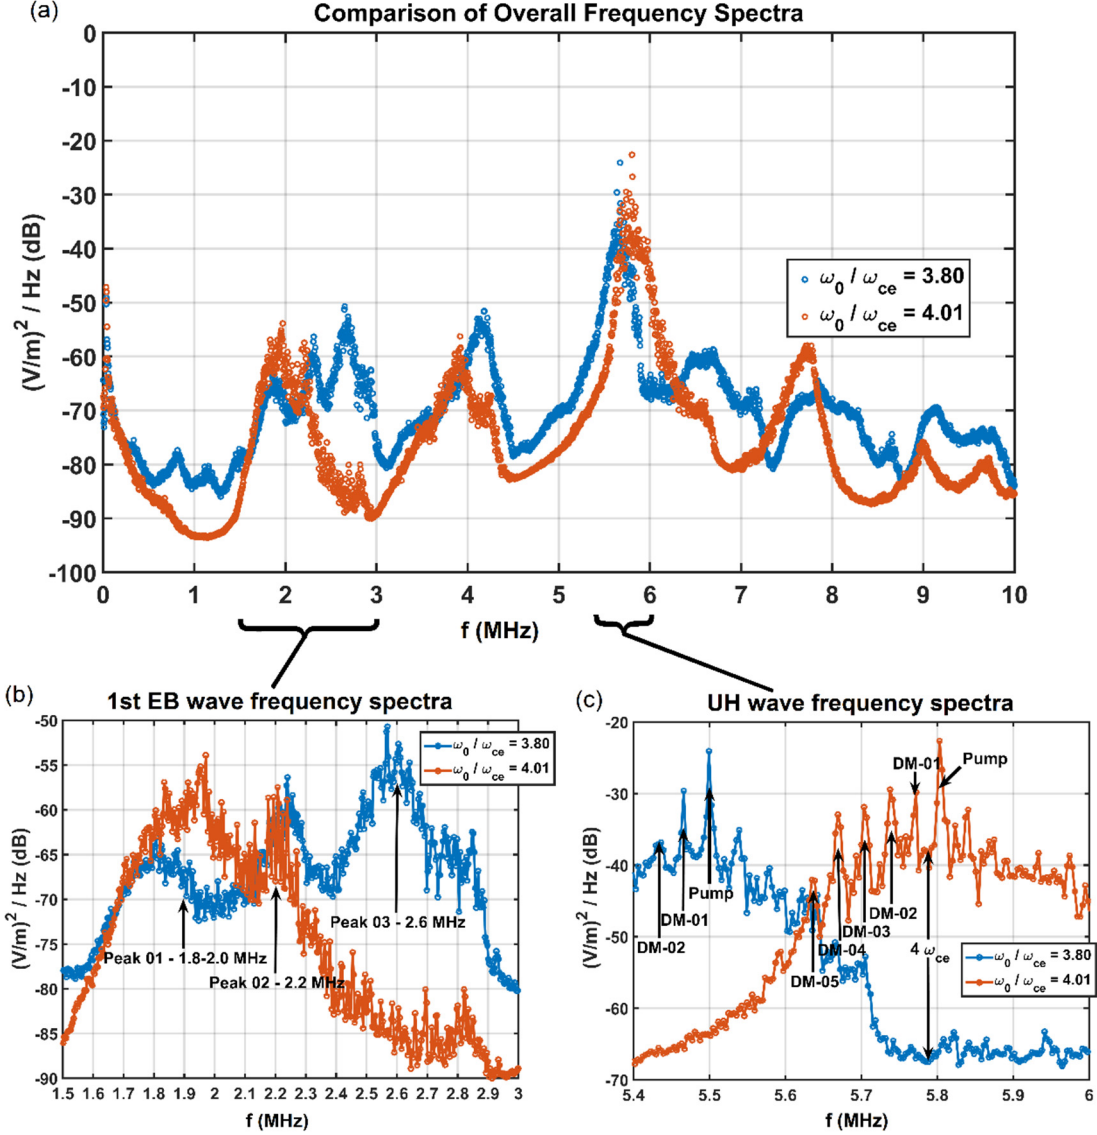 (a)
Comparison of Overall Frequency Spectra
0
-10
-20
-30
-40
-50
-60
-70
-80
-90
-100
(V/m)² / Hz (dB)
ω₀ / ω_ce = 3.80
ω₀ / ω_ce = 4.01
0 1 2 3 4 5 6 7 8 9 10
f (MHz)
(b)
1st EB wave frequency spectra
-50
-55
-60
-65
-70
-75
-80
-85
-90
(V/m)² / Hz (dB)
ω₀ / ω_ce = 3.80
ω₀ / ω_ce = 4.01
Peak 03 - 2.6 MHz
Peak 01 - 1.8-2.0 MHz
Peak 02 - 2.2 MHz
1.5 1.6 1.7 1.8 1.9 2 2.1 2.2 2.3 2.4 2.5 2.6 2.7 2.8 2.9 3
f (MHz)
(c)
UH wave frequency spectra
-20
-30
-40
-50
-60
-70
(V/m)² / Hz (dB)
DM-01
Pump
Pump
DM-01
DM-02
DM-02
DM-03
DM-04
DM-05
4 ω_ce
ω₀ / ω_ce = 3.80
ω₀ / ω_ce = 4.01
5.4 5.5 5.6 5.7 5.8 5.9 6
f (MHz)